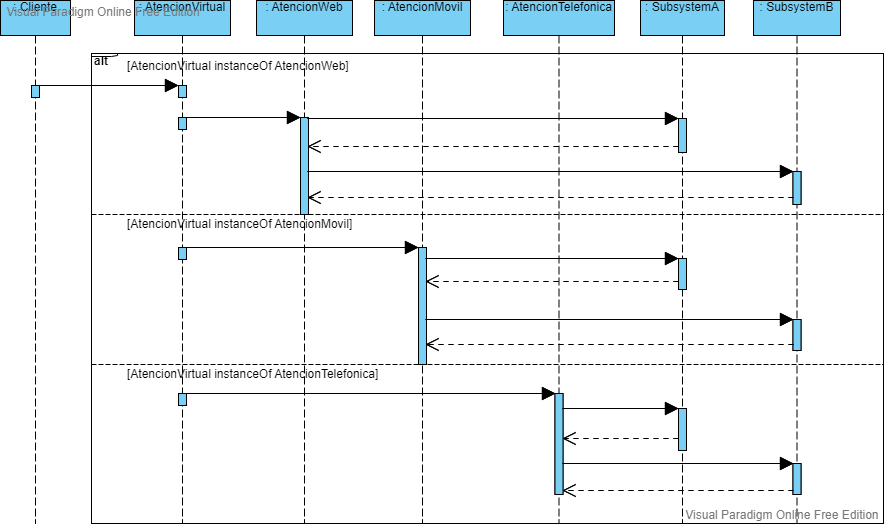 : Cliente
: AtencionVirtual
: AtencionWeb
: AtencionMovil
: AtencionTelefonica
: SubsystemA
: SubsystemB
Visual Paradigm Online Free Edition
alt
[AtencionVirtual instanceOf AtencionWeb]
[AtencionVirtual instanceOf AtencionMovil]
[AtencionVirtual instanceOf AtencionTelefonica]
Visual Paradigm Online Free Edition